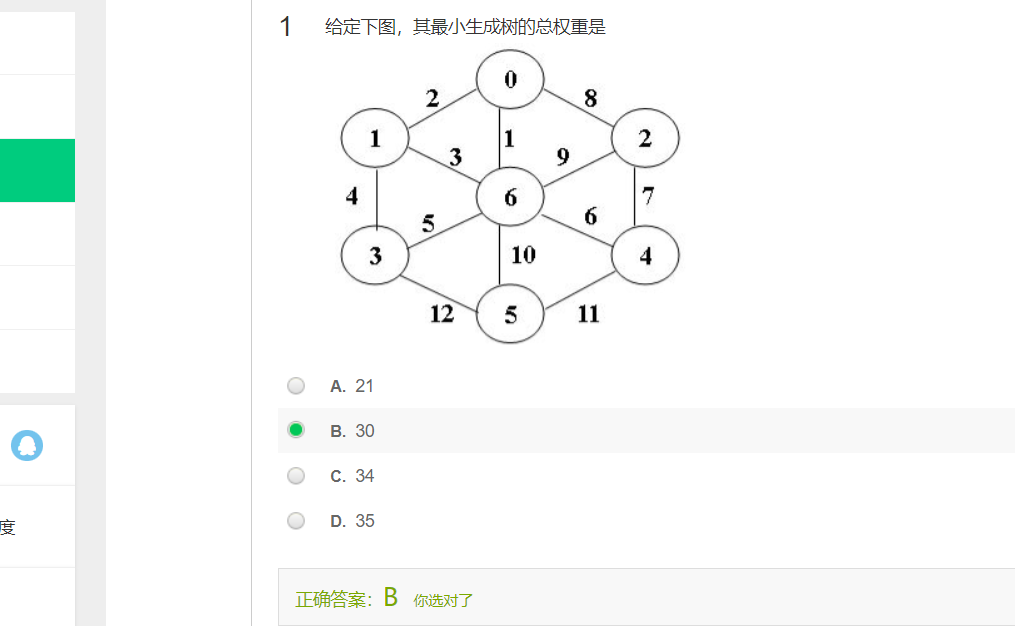 1 给定下图，其最小生成树的总权重是
0
2 8
1 1 2
3 9
4 6 7
5 6
3 10 4
12 5 11
A. 21
B. 30
C. 34
D. 35
度
正确答案： B 你选对了